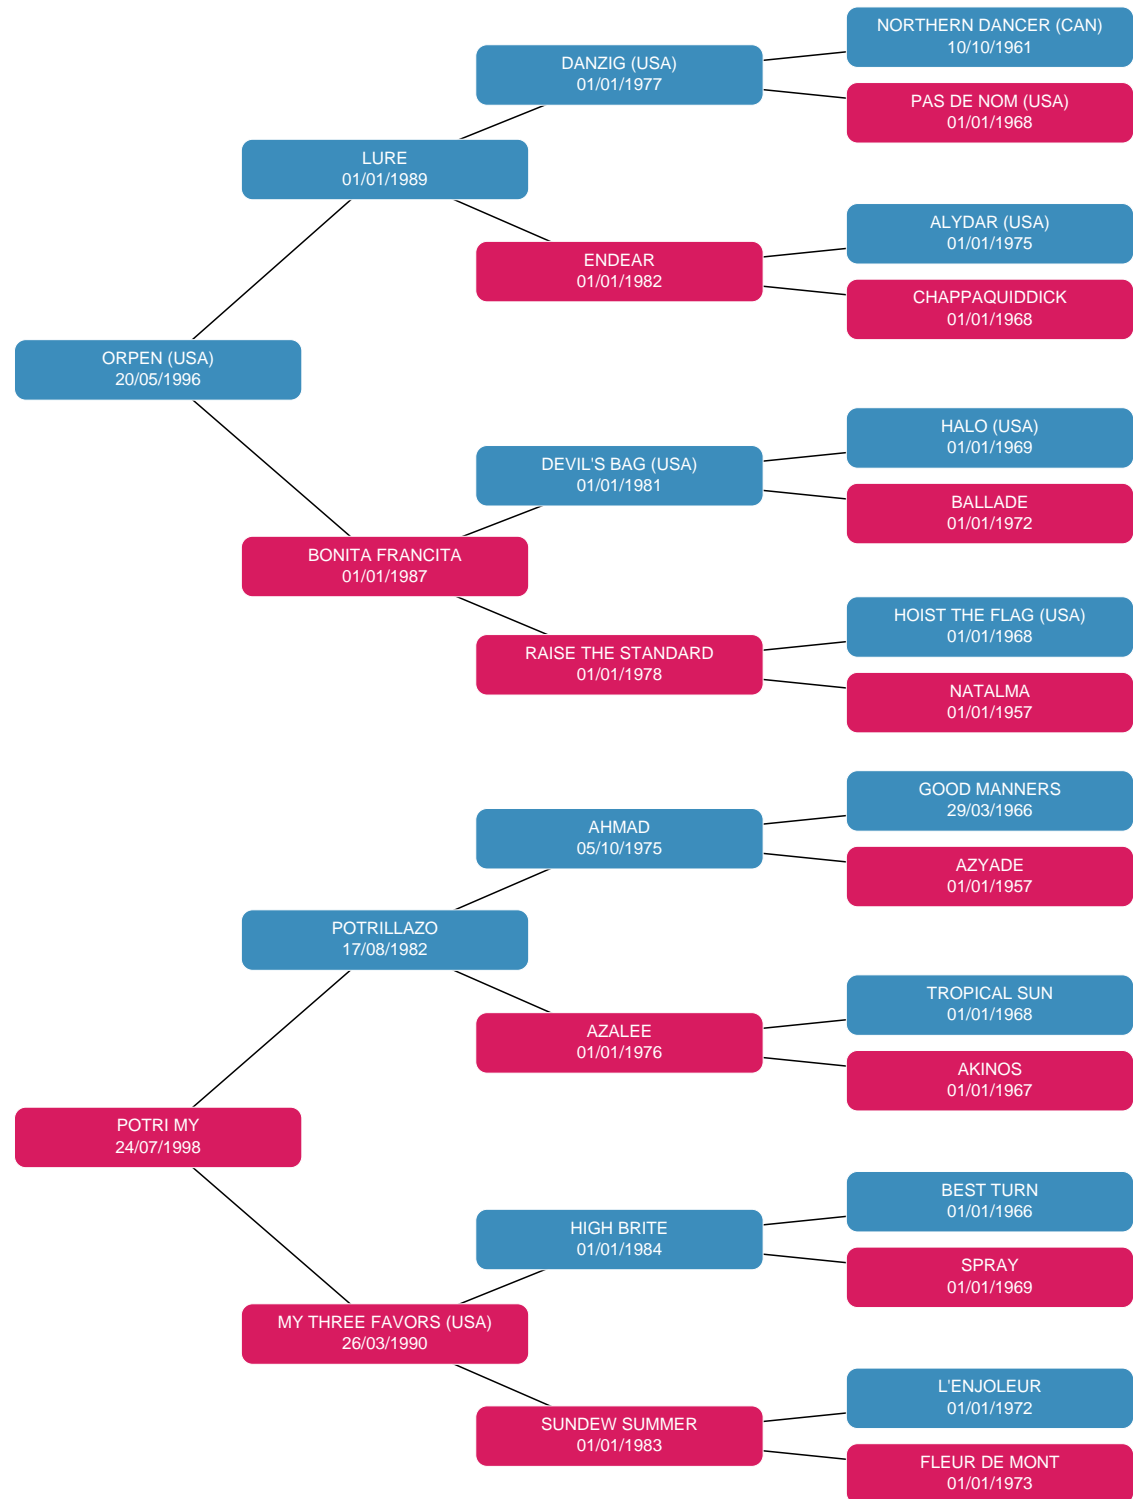 NORTHERN DANCER (CAN)
10/10/1961
DANZIG (USA)
01/01/1977
PAS DE NOM (USA)
01/01/1968
LURE
01/01/1989
ALYDAR (USA)
01/01/1975
ENDEAR
01/01/1982
CHAPPAQUIDDICK
01/01/1968
ORPEN (USA)
20/05/1996
HALO (USA)
01/01/1969
DEVIL'S BAG (USA)
01/01/1981
BALLADE
01/01/1972
BONITA FRANCITA
01/01/1987
HOIST THE FLAG (USA)
01/01/1968
RAISE THE STANDARD
01/01/1978
NATALMA
01/01/1957
GOOD MANNERS
29/03/1966
AHMAD
05/10/1975
AZYADE
01/01/1957
POTRILLAZO
17/08/1982
TROPICAL SUN
01/01/1968
AZALEE
01/01/1976
AKINOS
01/01/1967
POTRI MY
24/07/1998
BEST TURN
01/01/1966
HIGH BRITE
01/01/1984
SPRAY
01/01/1969
MY THREE FAVORS (USA)
26/03/1990
L'ENJOLEUR
01/01/1972
SUNDEW SUMMER
01/01/1983
FLEUR DE MONT
01/01/1973